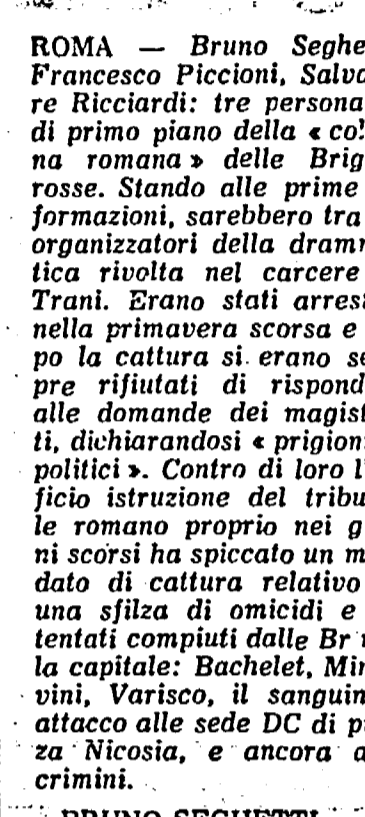 ROMA — Bruno Seghe
Francesco Piccioni, Salvo
re Ricciardi: tre persona
di primo piano della « col
na romana » delle Brig
rosse. Stando alle prime
formazioni, sarebbero tra
organizzatori della dramm
tica rivolta nel carcere
Trani. Erano stati arrest
nella primavera scorsa e
po la cattura si erano se
pre rifiutati di rispond
alle domande dei magist
ti, dichiarandosi « prigion
politici ». Contro di loro l'
ficio istruzione del tribu
le romano proprio nei g
ni scorsi ha spiccato un m
dato di cattura relativo
una sfilza di omicidi e
tentati compiuti dalle Br
la capitale: Bachelet, Min
vini, Varisco, il sanguin
attacco alle sede DC di p
za Nicosia, e ancora a
crimini.
BRUNO SEGHETTI